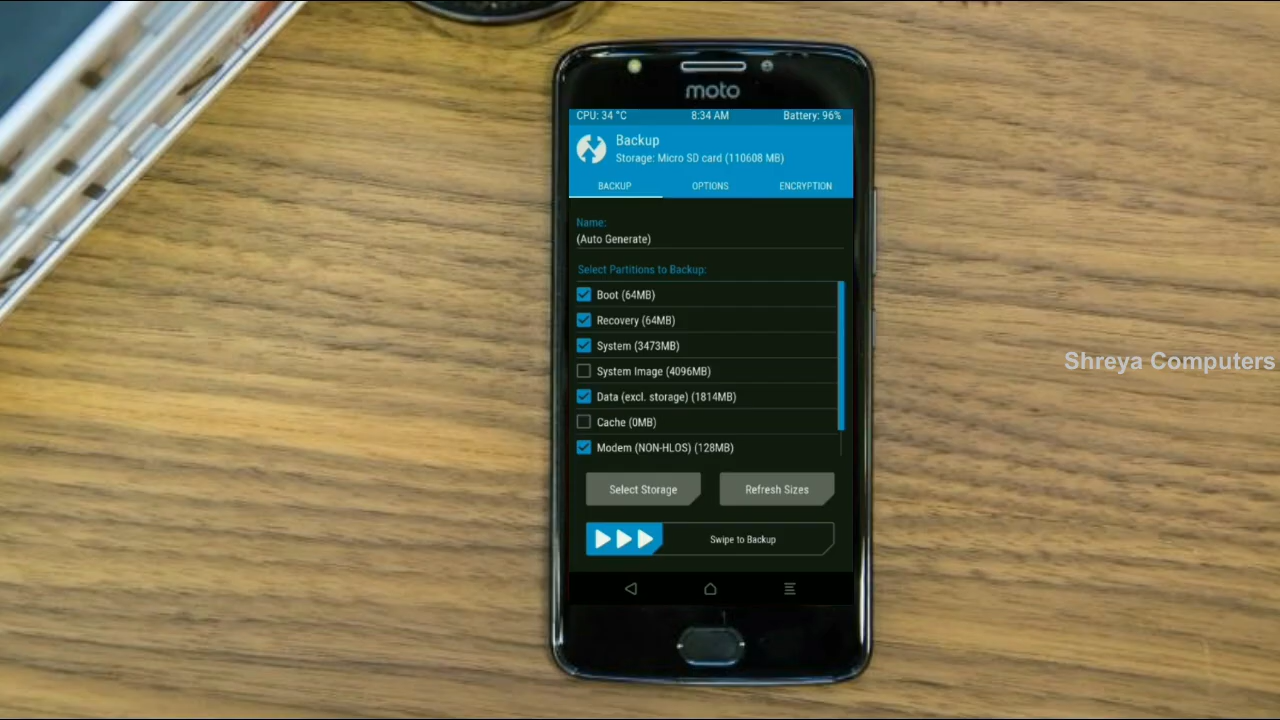 moto
CPU: 34 °C 8:34 AM Battery: 96%
Backup
Storage: Micro SD card (110608 MB)
BACKUP OPTIONS ENCRYPTION
Name:
(Auto Generate)
Select Partitions to Backup:
Boot (64MB)
Recovery (64MB)
System (3473MB)
System Image (4096MB)
Data (excl. storage) (1814MB)
Cache (0MB)
Modem (NON-HLOS) (128MB)
Select Storage Refresh Sizes
Swipe to Backup
Shreya Computers